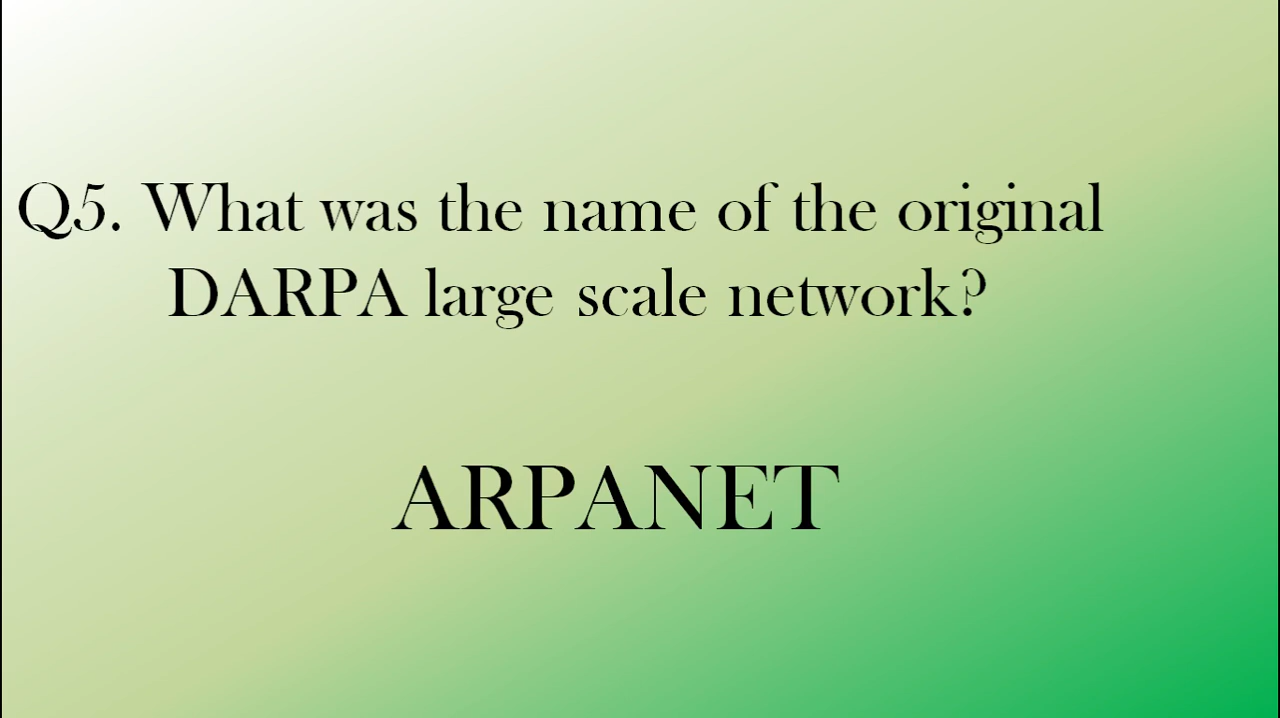 Q5. What was the name of the original
DARPA large scale network?
ARPANET